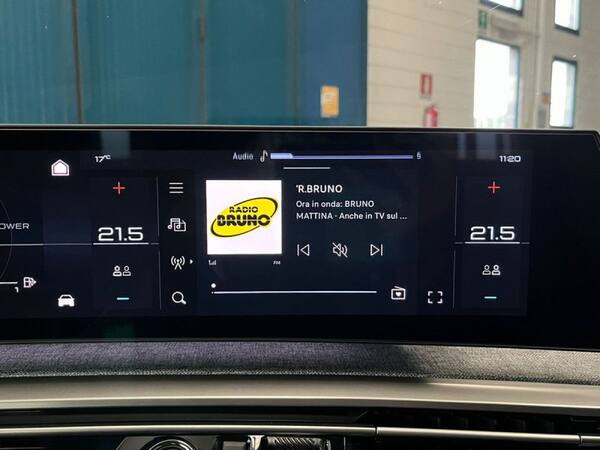 17°C
Audio 6
11:20
OWER
21.5
RADIO
BRUNO
FM
'R.BRUNO
Ora in onda: BRUNO
MATTINA - Anche in TV sul ...
21.5